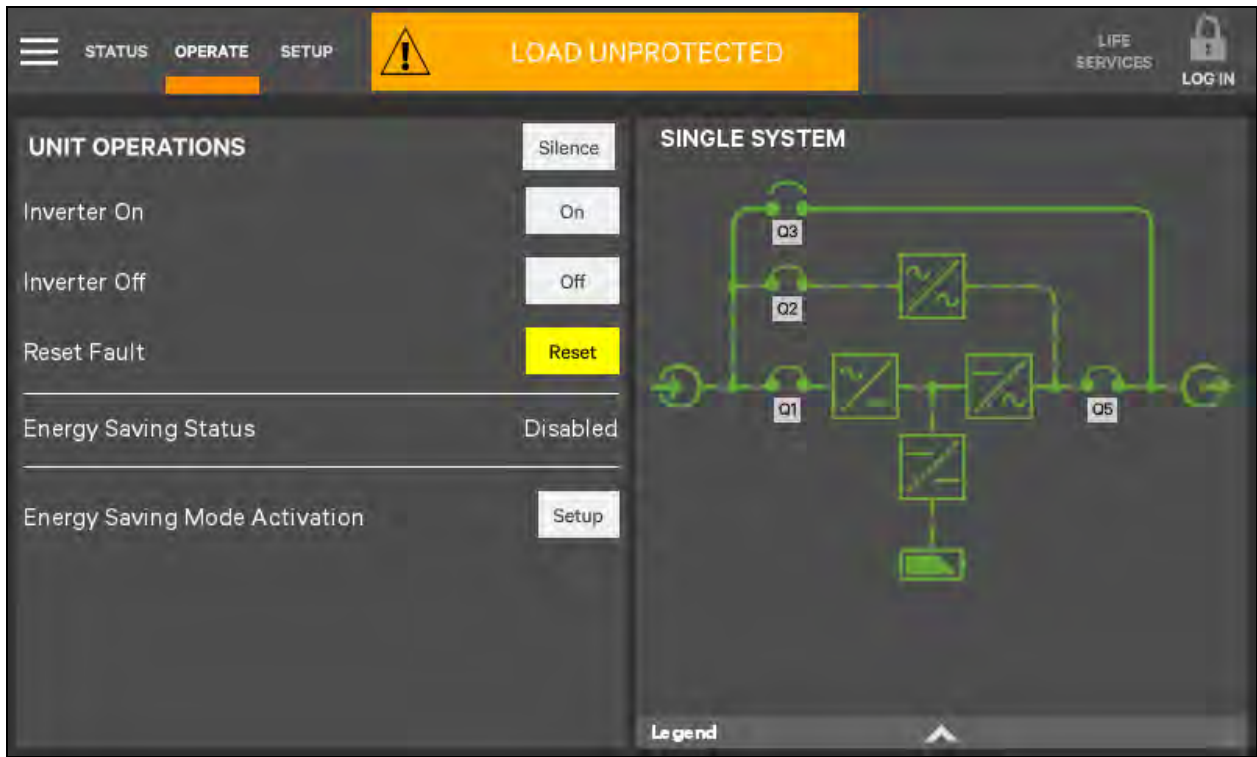 STATUS OPERATE SETUP LOAD UNPROTECTED LIFE SERVICES LOG IN
UNIT OPERATIONS Silence
Inverter On On
Inverter Off Off
Reset Fault Reset
Energy Saving Status Disabled
Energy Saving Mode Activation Setup
SINGLE SYSTEM
Q3
Q2
Q1 Q5
Legend